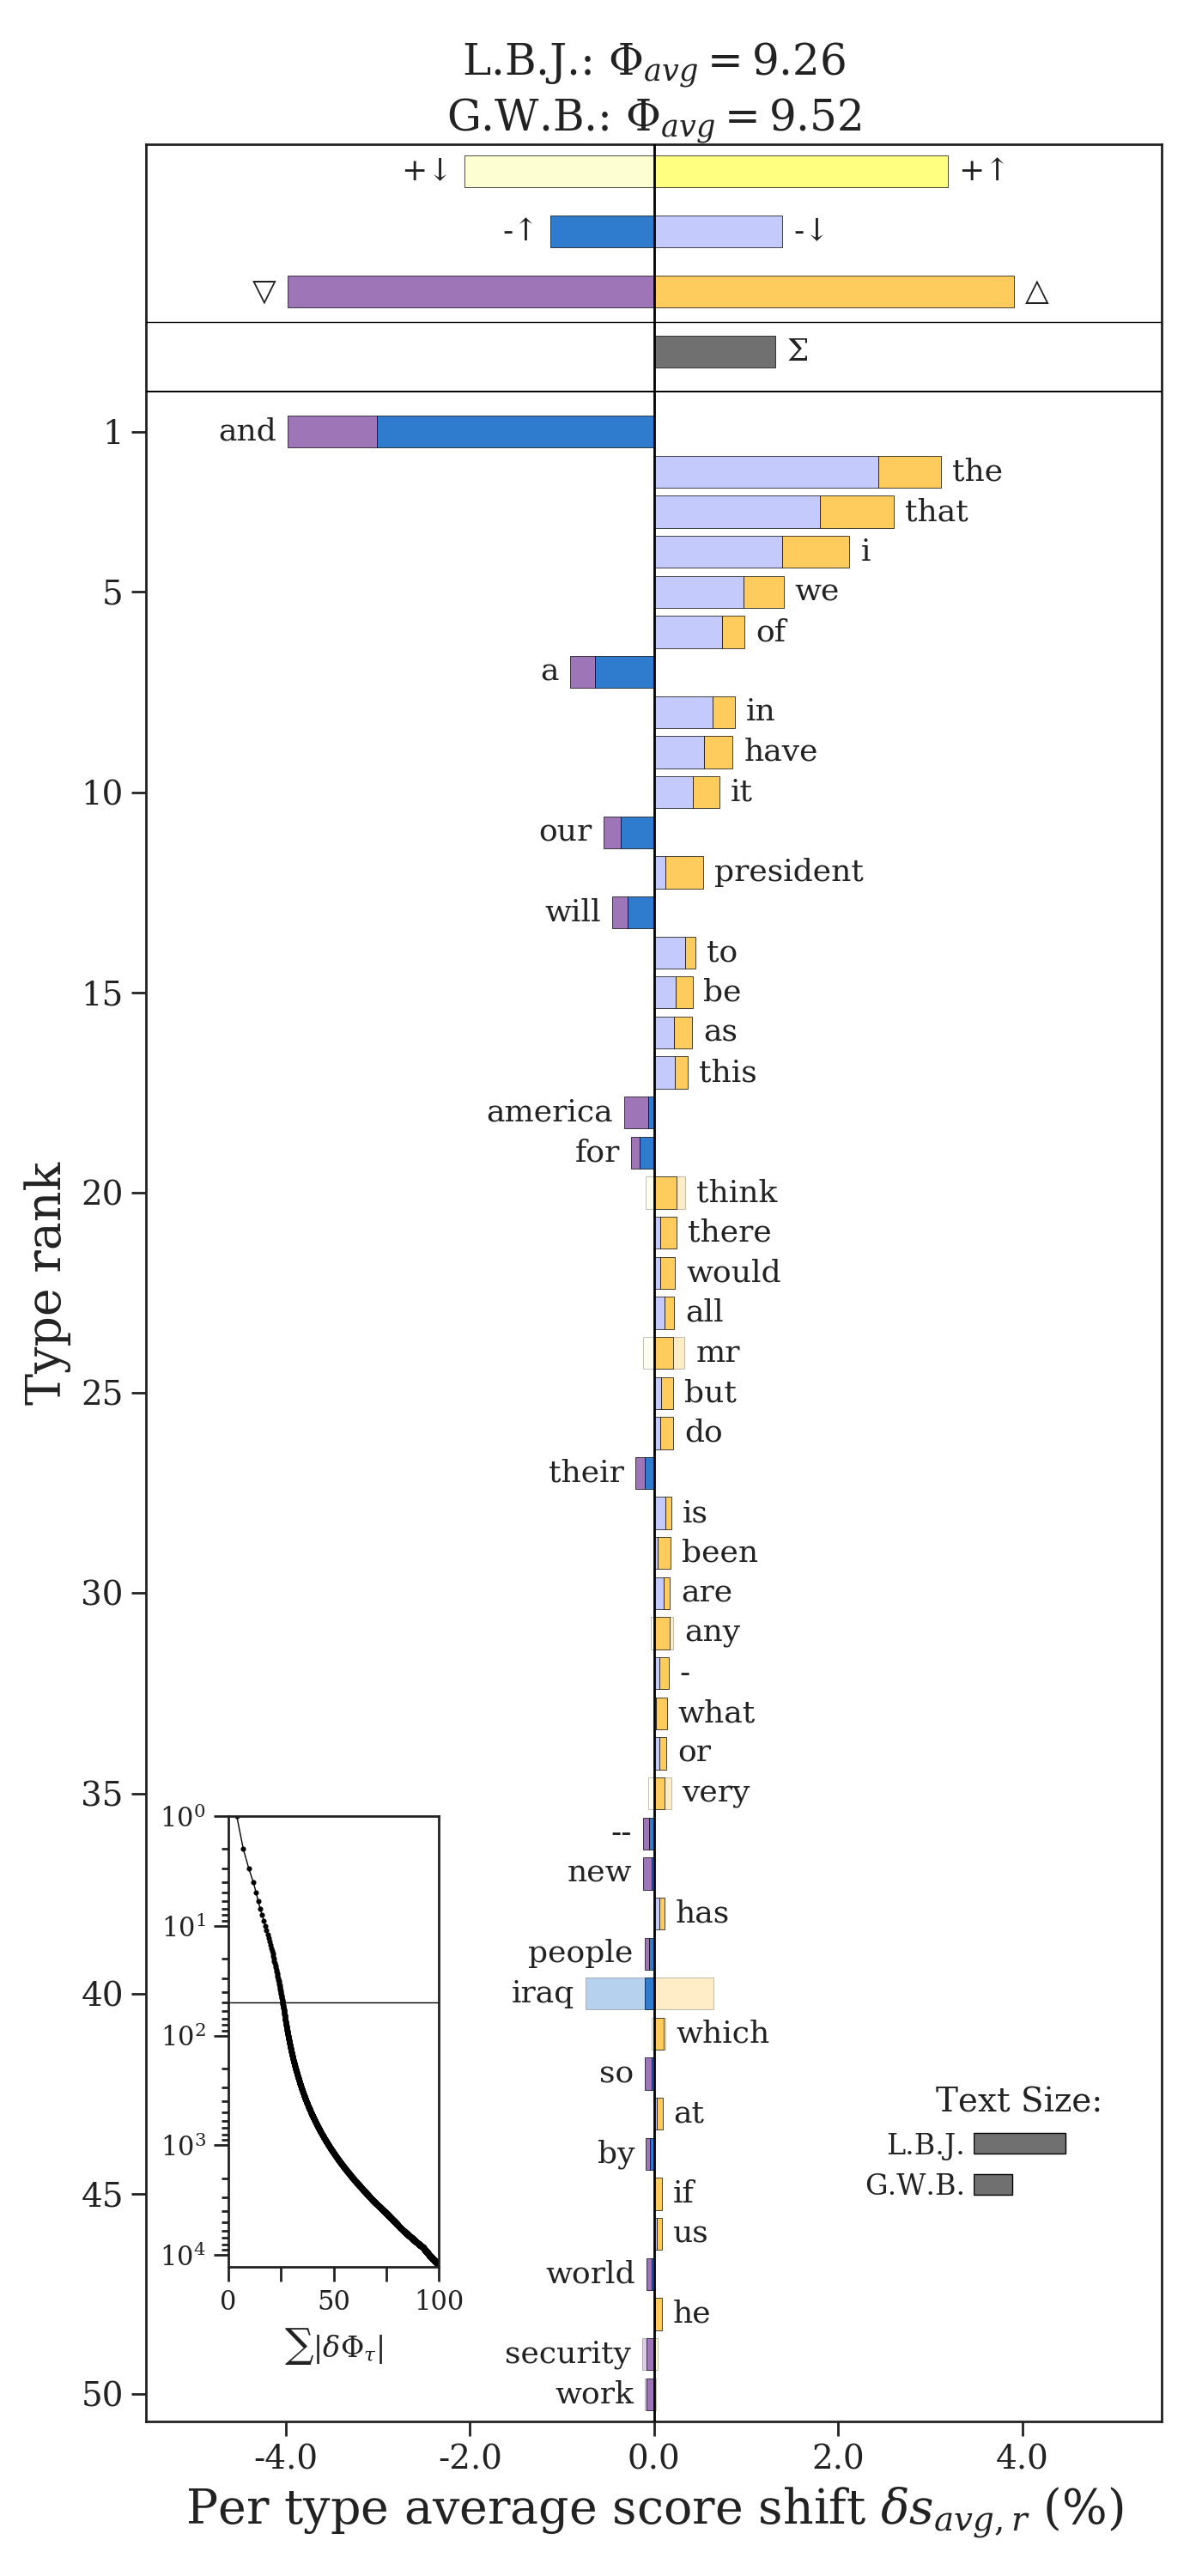 L.B.J.: Φavg = 9.26
G.W.B.: Φavg = 9.52
+↓ +↑
-↑ -↓
▽ △
Σ
1 and
the
that
i
5 we
of
a
in
have
10 it
our
president
will
to
15 be
as
this
america
for
20 think
there
would
all
mr
25 but
do
their
is
been
30 are
any
-
what
or
35 very
--
new
has
people
40 iraq
which
so
at
by
45 if
us
world
he
security
50 work
Type rank
10⁰
10¹
10²
10³
10⁴
0 50 100
∑|δΦτ|
Text Size:
L.B.J.
G.W.B.
-4.0 -2.0 0.0 2.0 4.0
Per type average score shift δsavg, r (%)